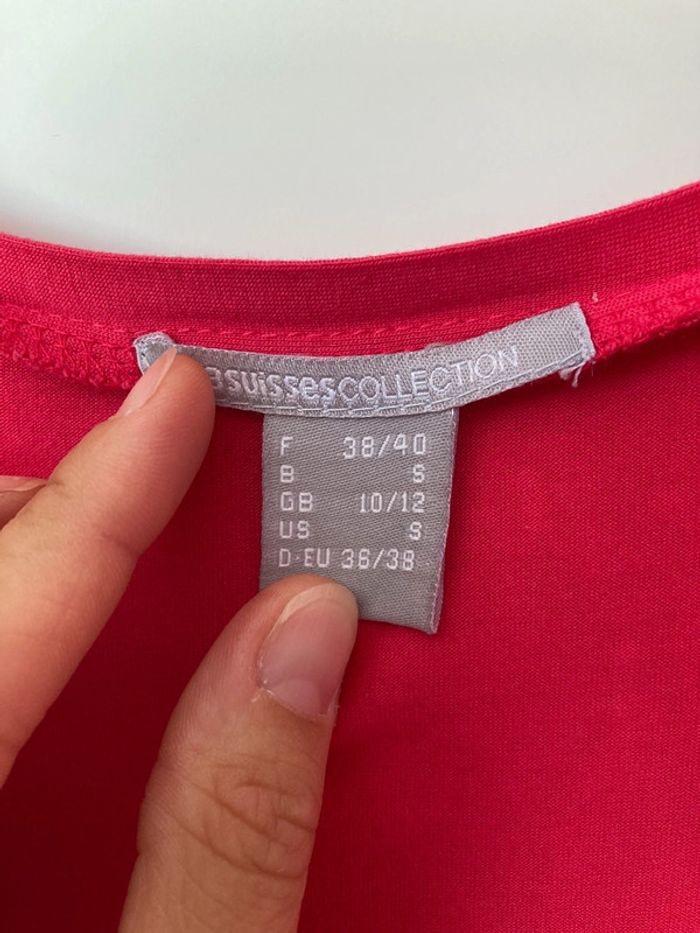 3suissesCOLLECTION
F 38/40
B S
GB 10/12
US S
D·EU 36/38